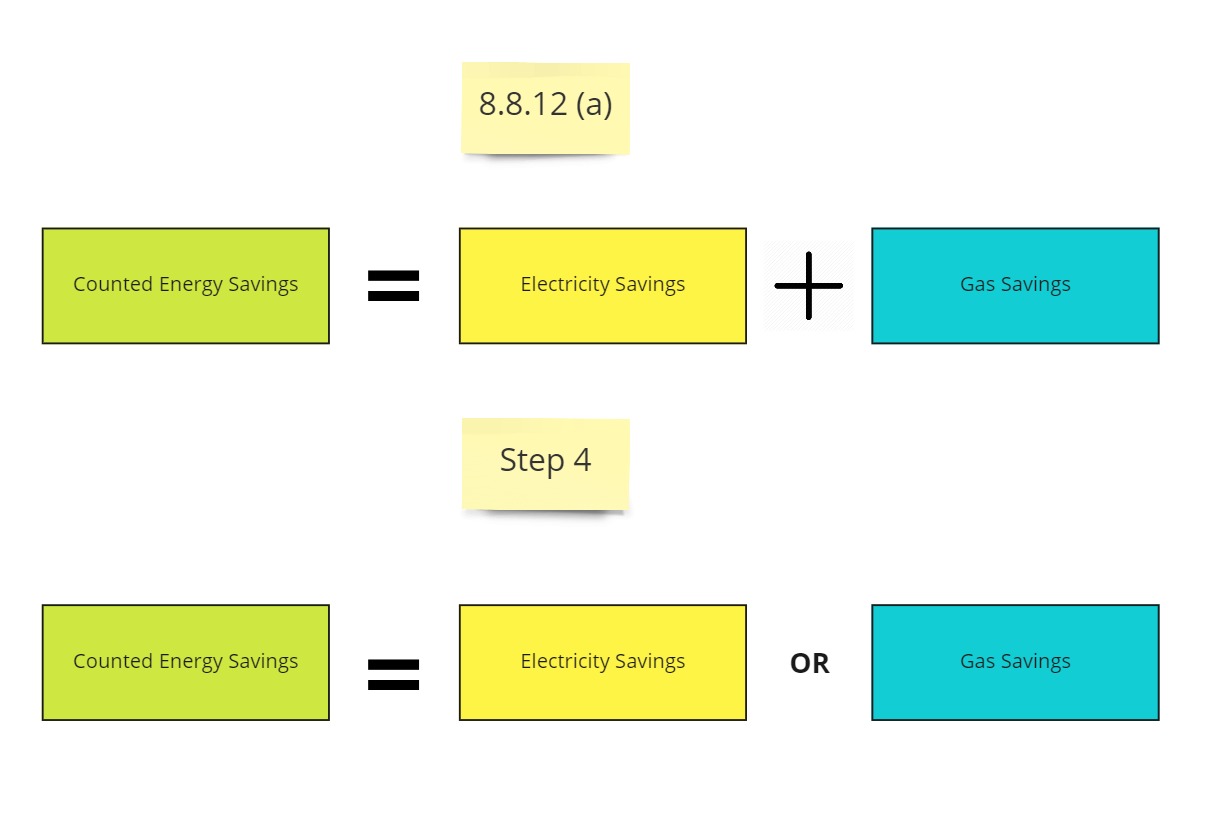 8.8.12 (a)
Counted Energy Savings = Electricity Savings + Gas Savings
Step 4
Counted Energy Savings = Electricity Savings OR Gas Savings